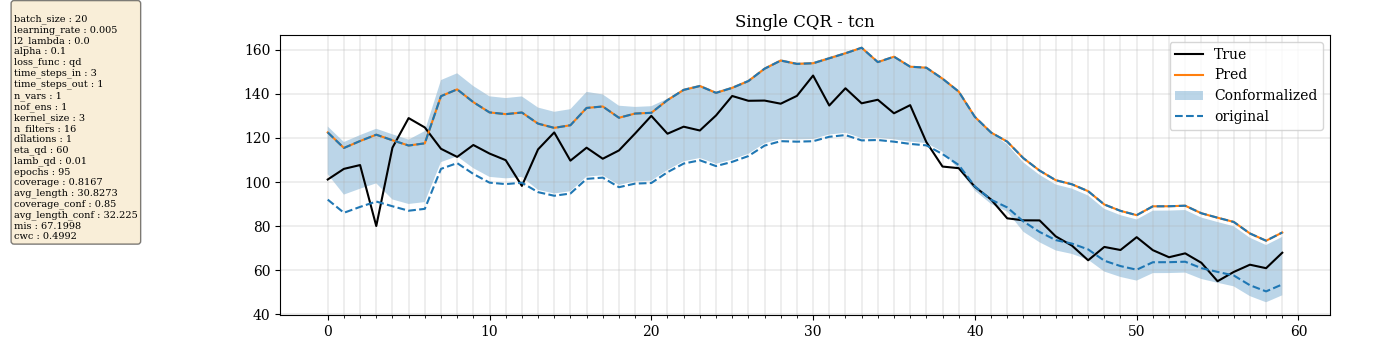 batch_size : 20
learning_rate : 0.005
l2_lambda : 0.0
alpha : 0.1
loss_func : qd
time_steps_in : 3
time_steps_out : 1
n_vars : 1
nof_ens : 1
kernel_size : 3
n_filters : 16
dilations : 1
eta_qd : 60
lamb_qd : 0.01
epochs : 95
coverage : 0.8167
avg_length : 30.8273
coverage_conf : 0.85
avg_length_conf : 32.225
mis : 67.1998
cwc : 0.4992
Single CQR - tcn
160
140
120
100
80
60
40
0 10 20 30 40 50 60
True
Pred
Conformalized
original